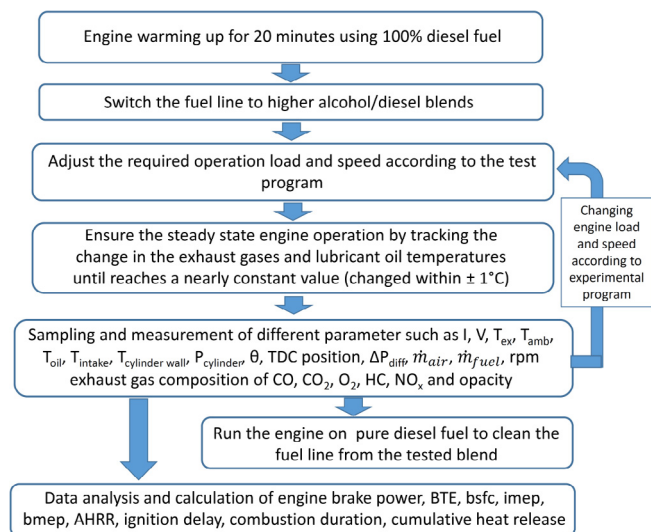 Engine warming up for 20 minutes using 100% diesel fuel
Switch the fuel line to higher alcohol/diesel blends
Adjust the required operation load and speed according to the test
program
Changing
engine load
and speed
according to
experimental
program
Ensure the steady state engine operation by tracking the
change in the exhaust gases and lubricant oil temperatures
until reaches a nearly constant value (changed within ± 1°C)
Sampling and measurement of different parameter such as I, V, Tex, Tamb,
Toil, Tintake, Tcylinder wall, Pcylinder, θ, TDC position, ΔPdiff, ṁair, ṁfuel, rpm
exhaust gas composition of CO, CO2, O2, HC, NOx and opacity
Run the engine on pure diesel fuel to clean the
fuel line from the tested blend
Data analysis and calculation of engine brake power, BTE, bsfc, imep,
bmep, AHRR, ignition delay, combustion duration, cumulative heat release